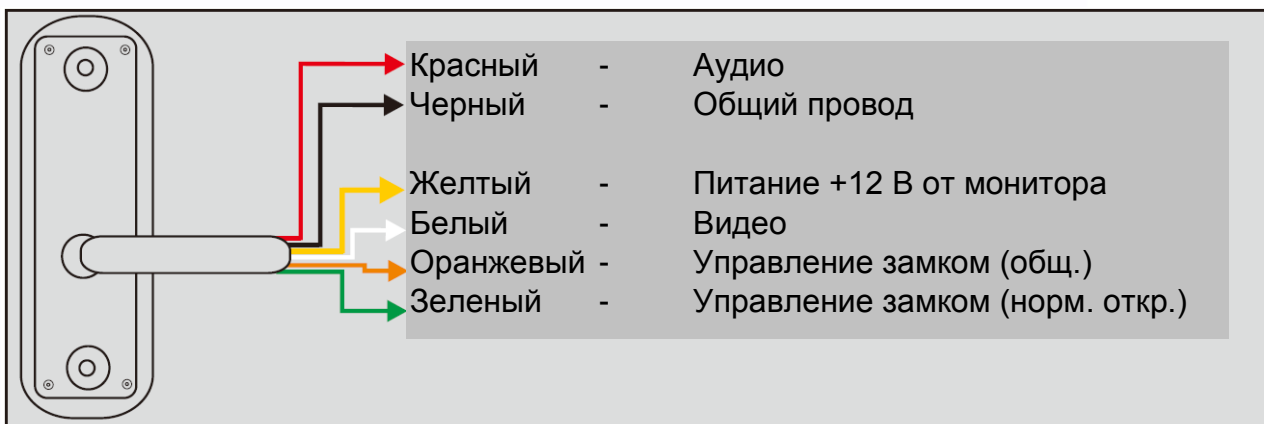 Красный - Аудио
Черный - Общий провод
Желтый - Питание +12 В от монитора
Белый - Видео
Оранжевый - Управление замком (общ.)
Зеленый - Управление замком (норм. откр.)